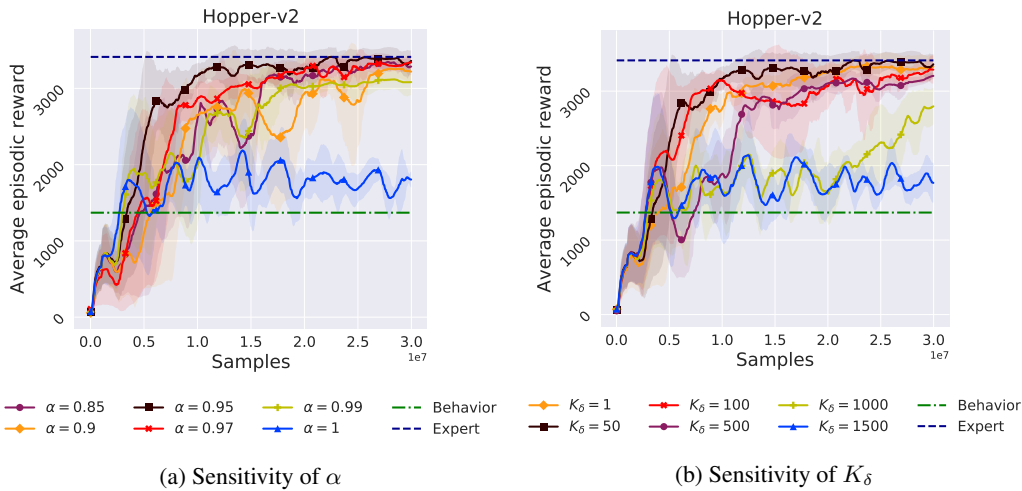 Hopper-v2
Average episodic reward
3000
2000
1000
0
0.0 0.5 1.0 1.5 2.0 2.5 3.0
1e7
Samples
α = 0.85 α = 0.95 α = 0.99 Behavior
α = 0.9 α = 0.97 α = 1 Expert
(a) Sensitivity of α
Hopper-v2
Average episodic reward
3000
2000
1000
0
0.0 0.5 1.0 1.5 2.0 2.5 3.0
1e7
Samples
K_δ = 1 K_δ = 100 K_δ = 1000 Behavior
K_δ = 50 K_δ = 500 K_δ = 1500 Expert
(b) Sensitivity of K_δ